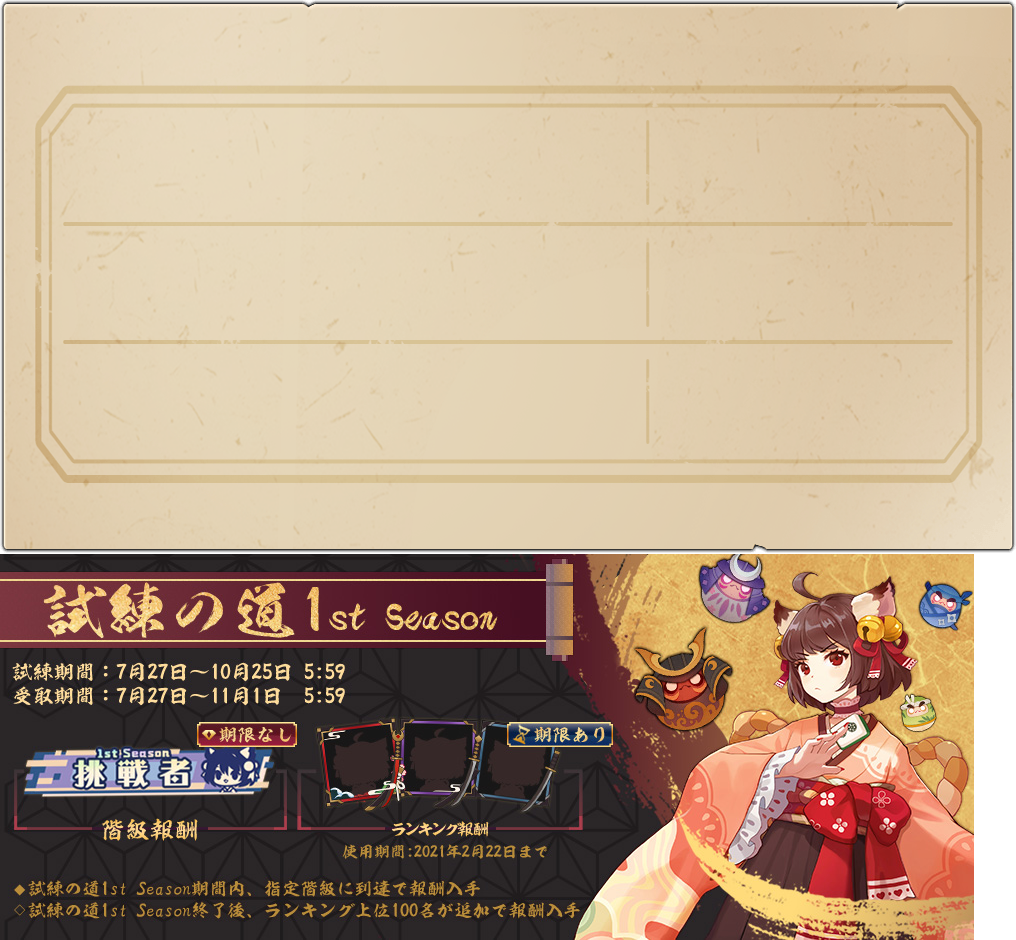 試練の道1st Season
試練期間：7月27日～10月25日 5:59
受取期間：7月27日～11月1日 5:59
期限なし
期限あり
1st Season
挑戦者
階級報酬
ランキング報酬
使用期間:2021年2月22日まで
◆試練の道1st Season期間内、指定階級に到達で報酬入手
◇試練の道1st Season終了後、ランキング上位100名が追加で報酬入手